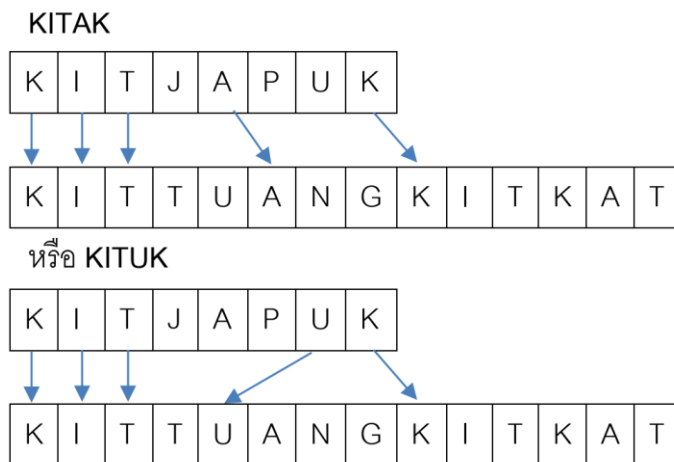 KITAK
K I T J A P U K
K I T T U A N G K I T K A T
หรือ KITUK
K I T J A P U K
K I T T U A N G K I T K A T